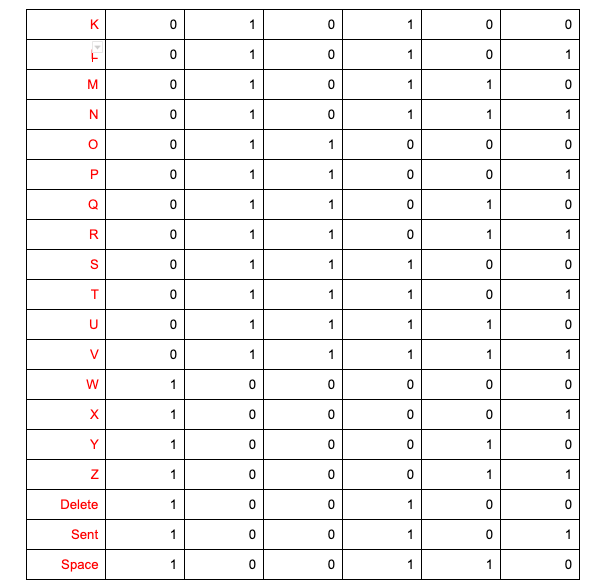 K 0 1 0 1 0 0
L 0 1 0 1 0 1
M 0 1 0 1 1 0
N 0 1 0 1 1 1
O 0 1 1 0 0 0
P 0 1 1 0 0 1
Q 0 1 1 0 1 0
R 0 1 1 0 1 1
S 0 1 1 1 0 0
T 0 1 1 1 0 1
U 0 1 1 1 1 0
V 0 1 1 1 1 1
W 1 0 0 0 0 0
X 1 0 0 0 0 1
Y 1 0 0 0 1 0
Z 1 0 0 0 1 1
Delete 1 0 0 1 0 0
Sent 1 0 0 1 0 1
Space 1 0 0 1 1 0